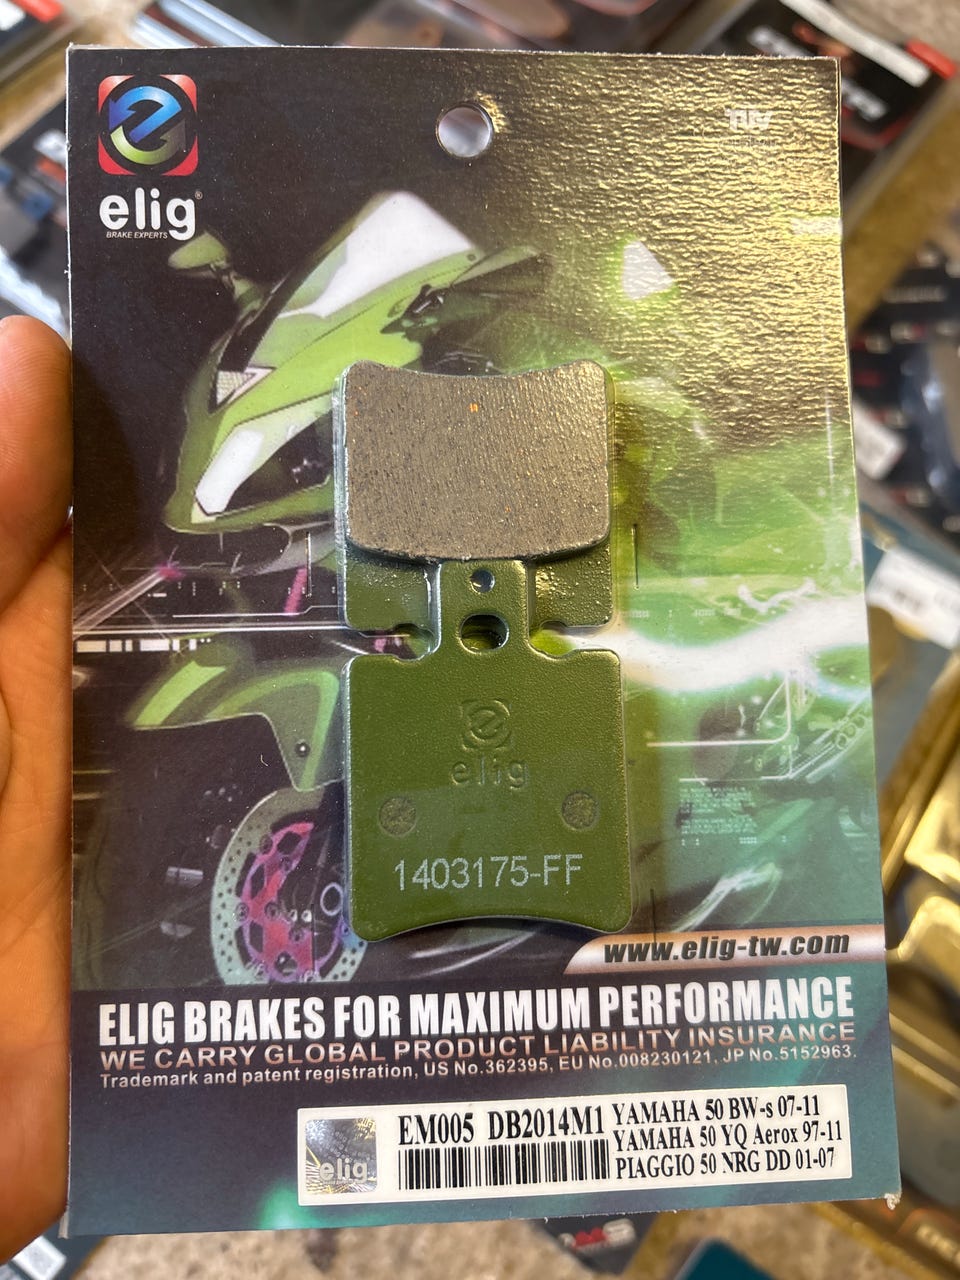 elig®
BRAKE EXPERTS
elig
1403175-FF
www.elig-tw.com
ELIG BRAKES FOR MAXIMUM PERFORMANCE
WE CARRY GLOBAL PRODUCT LIABILITY INSURANCE
Trademark and patent registration, US No.362395, EU No.008230121, JP No.5152963.
elig
EM005 DB2014M1
YAMAHA 50 BW-s 07-11
YAMAHA 50 YQ Aerox 97-11
PIAGGIO 50 NRG DD 01-07